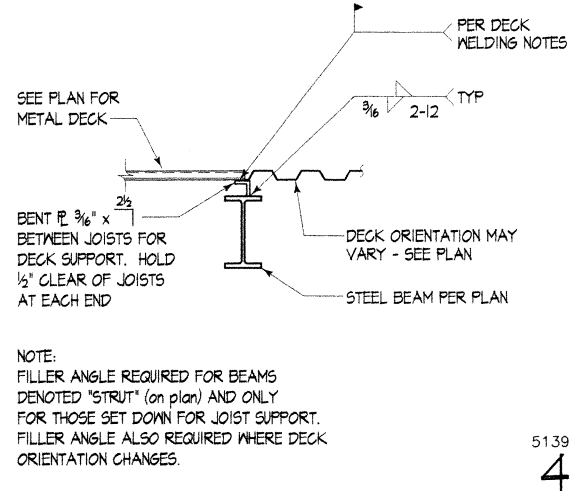 PER DECK
WELDING NOTES
SEE PLAN FOR
METAL DECK
3/16
2-12
TYP
2½
BENT PL 3/16" x
BETWEEN JOISTS FOR
DECK SUPPORT. HOLD
½" CLEAR OF JOISTS
AT EACH END
DECK ORIENTATION MAY
VARY - SEE PLAN
STEEL BEAM PER PLAN
NOTE:
FILLER ANGLE REQUIRED FOR BEAMS
DENOTED "STRUT" (on plan) AND ONLY
FOR THOSE SET DOWN FOR JOIST SUPPORT.
FILLER ANGLE ALSO REQUIRED WHERE DECK
ORIENTATION CHANGES.
5139
4